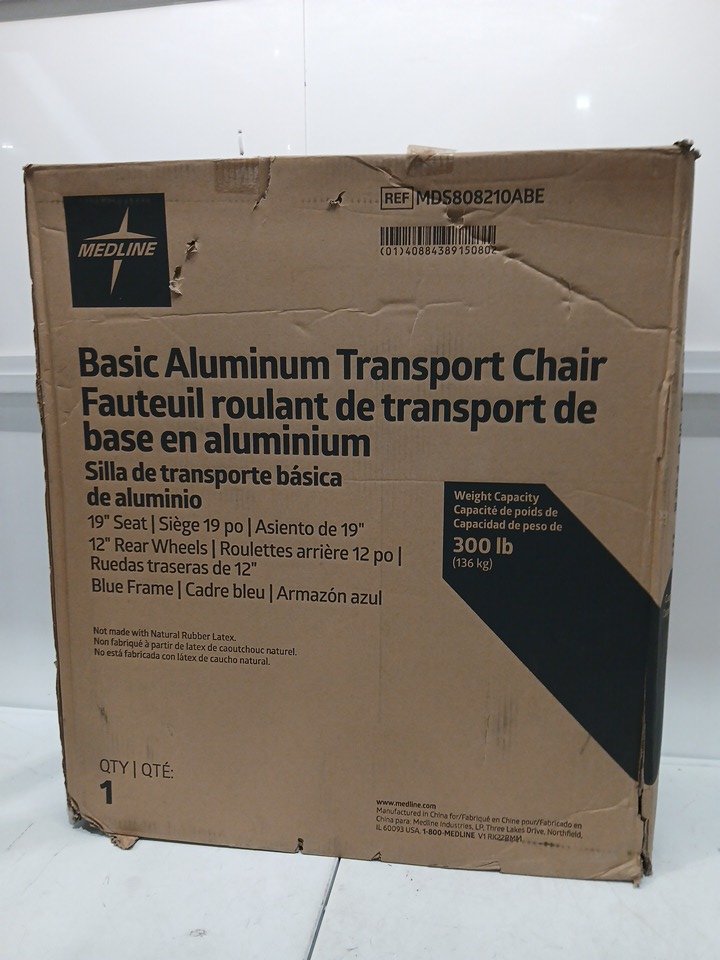 MEDLINE
REF MDS808210ABE
(01)40884389150802
Basic Aluminum Transport Chair
Fauteuil roulant de transport de
base en aluminium
Silla de transporte básica
de aluminio
19" Seat | Siège 19 po | Asiento de 19"
12" Rear Wheels | Roulettes arrière 12 po |
Ruedas traseras de 12"
Blue Frame | Cadre bleu | Armazón azul
Weight Capacity
Capacité de poids de
Capacidad de peso de
300 lb
(136 kg)
Not made with Natural Rubber Latex.
Non fabriqué à partir de latex de caoutchouc naturel.
No está fabricada con látex de caucho natural.
QTY | QTÉ:
1
www.medline.com
Manufactured in China for/Fabriqué en Chine pour/Fabricado en
China para: Medline Industries, LP, Three Lakes Drive, Northfield,
IL 60093 USA. 1-800-MEDLINE V1